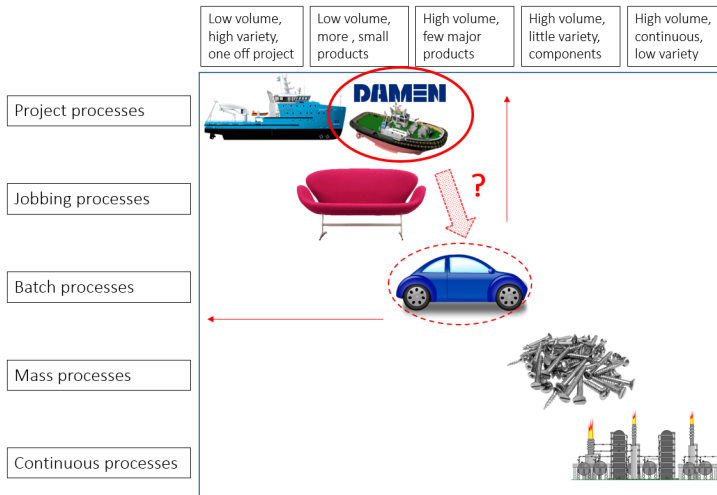 Low volume,
high variety,
one off project
Low volume,
more , small
products
High volume,
few major
products
High volume,
little variety,
components
High volume,
continuous,
low variety
Project processes
DAMEN
Jobbing processes
?
Batch processes
Mass processes
Continuous processes